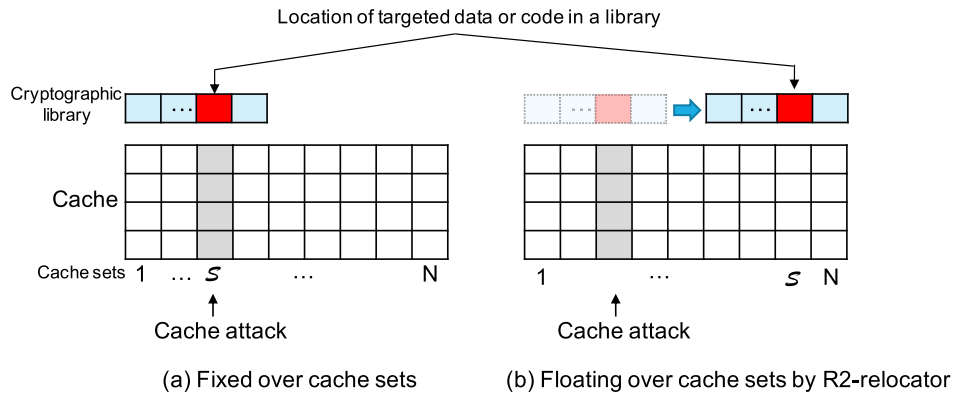 Location of targeted data or code in a library
Cryptographic
library
...
...
...
Cache
Cache sets 1 ... S ... N
1 ... S N
Cache attack
Cache attack
(a) Fixed over cache sets
(b) Floating over cache sets by R2-relocator